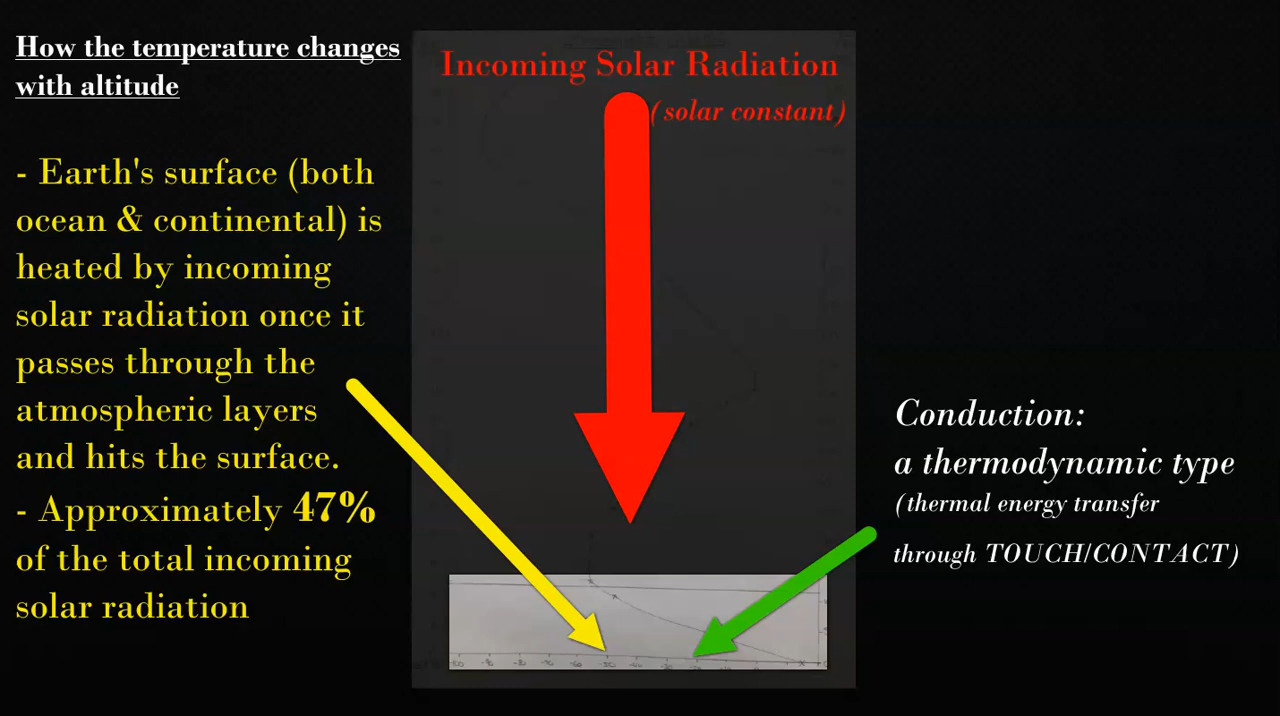 How the temperature changes
with altitude
- Earth's surface (both
ocean & continental) is
heated by incoming
solar radiation once it
passes through the
atmospheric layers
and hits the surface.
- Approximately 47%
of the total incoming
solar radiation
Incoming Solar Radiation
(solar constant)
Conduction:
a thermodynamic type
(thermal energy transfer
through TOUCH/CONTACT)